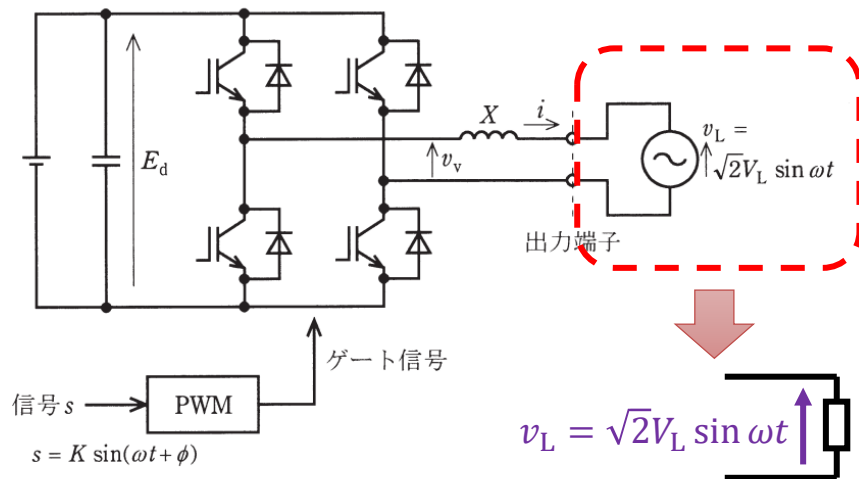 E_d
X
i
v_v
v_L =
√2V_L sin ωt
出力端子
ゲート信号
信号 s
PWM
s = K sin(ωt+ϕ)
v_L = √2V_L sin ωt